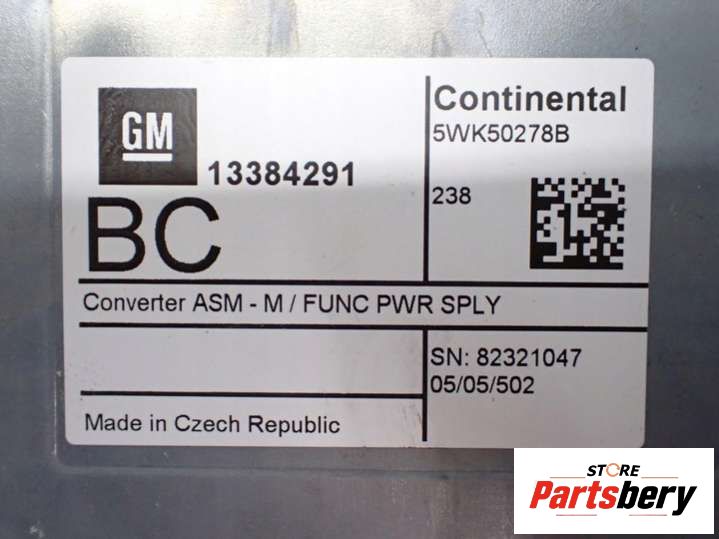 GM
13384291
BC
Continental
5WK50278B
238
Converter ASM - M / FUNC PWR SPLY
SN: 82321047
05/05/502
Made in Czech Republic
STORE
Partsbery